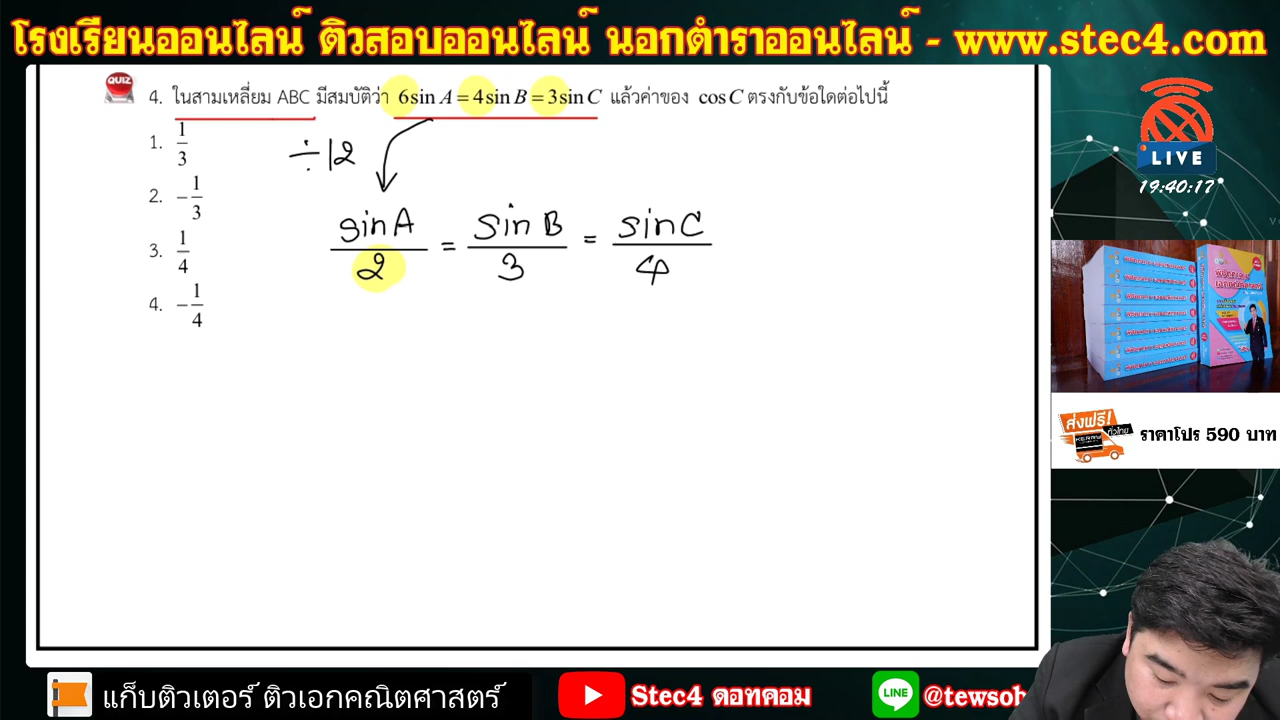 โรงเรียนออนไลน์ ติวสอบออนไลน์ นอกตำราออนไลน์ - www.stec4.com
QUIZ
4. ในสามเหลี่ยม ABC มีสมบัติว่า 6sin A = 4sin B = 3sin C แล้วค่าของ cos C ตรงกับข้อใดต่อไปนี้
1. 1/3
2. -1/3
3. 1/4
4. -1/4
÷12
sinA/2 = sinB/3 = sinC/4
LIVE
19:40:17
ส่งฟรี!
ทั่วไทย
ราคาโปร 590 บาท
แก็บติวเตอร์ ติวเอกคณิตศาสตร์
Stec4 ดอทคอม
LINE
@tewsob